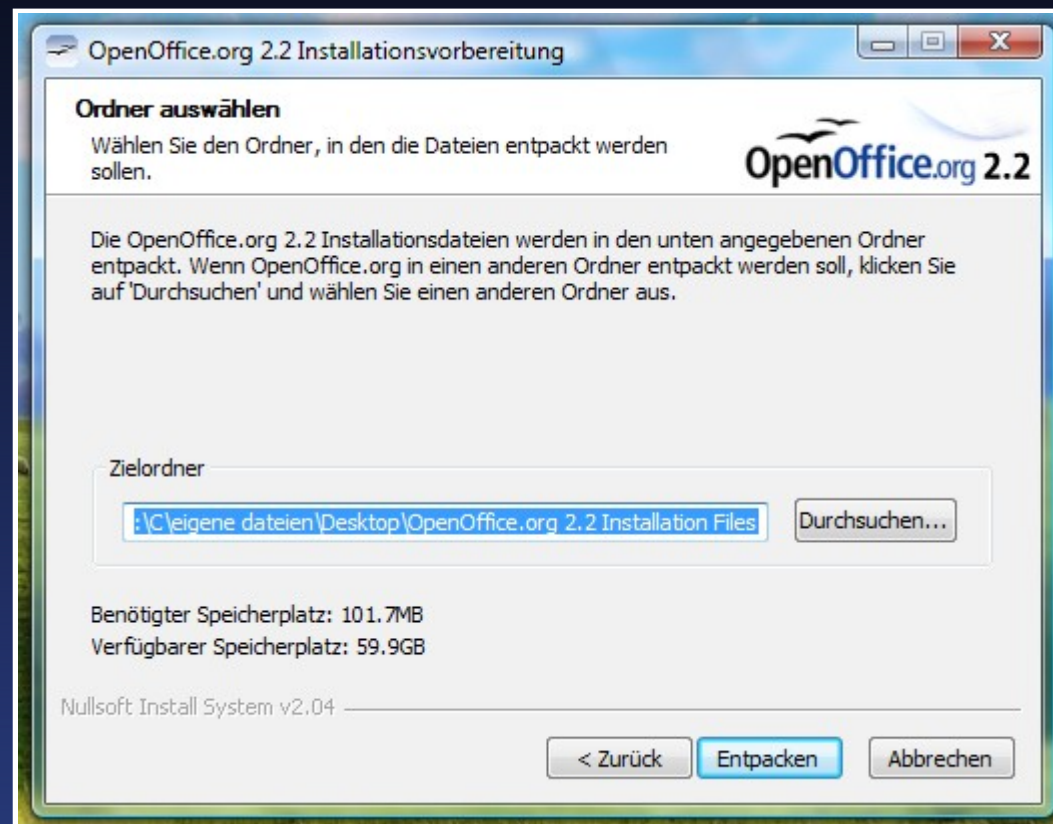 OpenOffice.org 2.2 Installationsvorbereitung
Ordner auswählen
Wählen Sie den Ordner, in den die Dateien entpackt werden
sollen.
OpenOffice.org 2.2
Die OpenOffice.org 2.2 Installationsdateien werden in den unten angegebenen Ordner
entpackt. Wenn OpenOffice.org in einen anderen Ordner entpackt werden soll, klicken Sie
auf 'Durchsuchen' und wählen Sie einen anderen Ordner aus.
Zielordner
:\C\eigene dateien\Desktop\OpenOffice.org 2.2 Installation Files
Durchsuchen...
Benötigter Speicherplatz: 101.7MB
Verfügbarer Speicherplatz: 59.9GB
Nullsoft Install System v2.04
< Zurück
Entpacken
Abbrechen